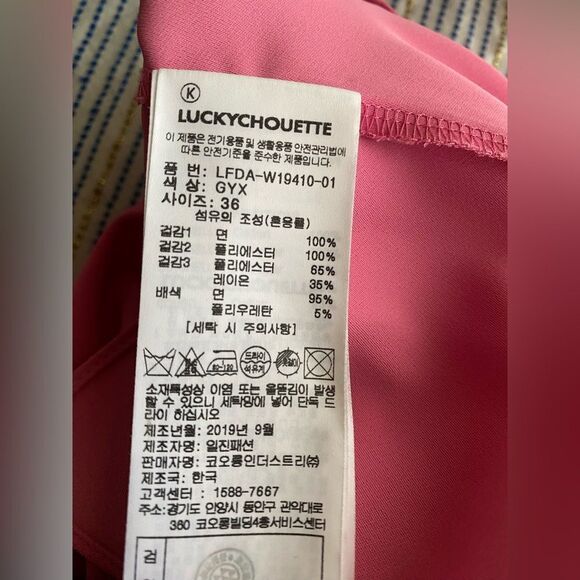 K
LUCKYCHOUETTE
이 제품은 전기용품 및 생활용품 안전관리법에
따른 안전기준을 준수한 제품입니다.
품 번: LFDA-W19410-01
색 상: GYX
사이즈: 36
섬유의 조성(혼용률)
겉감1 면 100%
겉감2 폴리에스터 100%
겉감3 폴리에스터 65%
레이온 35%
배색 면 95%
폴리우레탄 5%
[세탁 시 주의사항]
드라이
석유계
옷걸이
소재특성상 이염 또는 올뜯김이 발생
할 수 있으니 세탁망에 넣어 단독 드
라이 하십시오
제조년월: 2019년 9월
제조자명: 일진패션
판매자명: 코오롱인더스트리㈜
제조국: 한국
고객센터 : 1588-7667
주소:경기도 안양시 동안구 관악대로
360 코오롱빌딩4층서비스센터
검